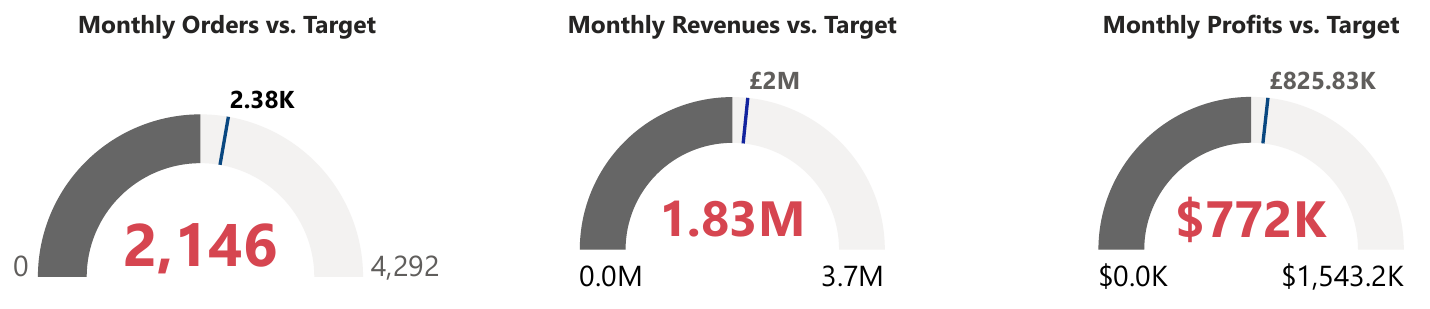 Monthly Orders vs. Target
2.38K
2,146
0
4,292
Monthly Revenues vs. Target
£2M
1.83M
0.0M
3.7M
Monthly Profits vs. Target
£825.83K
$772K
$0.0K
$1,543.2K